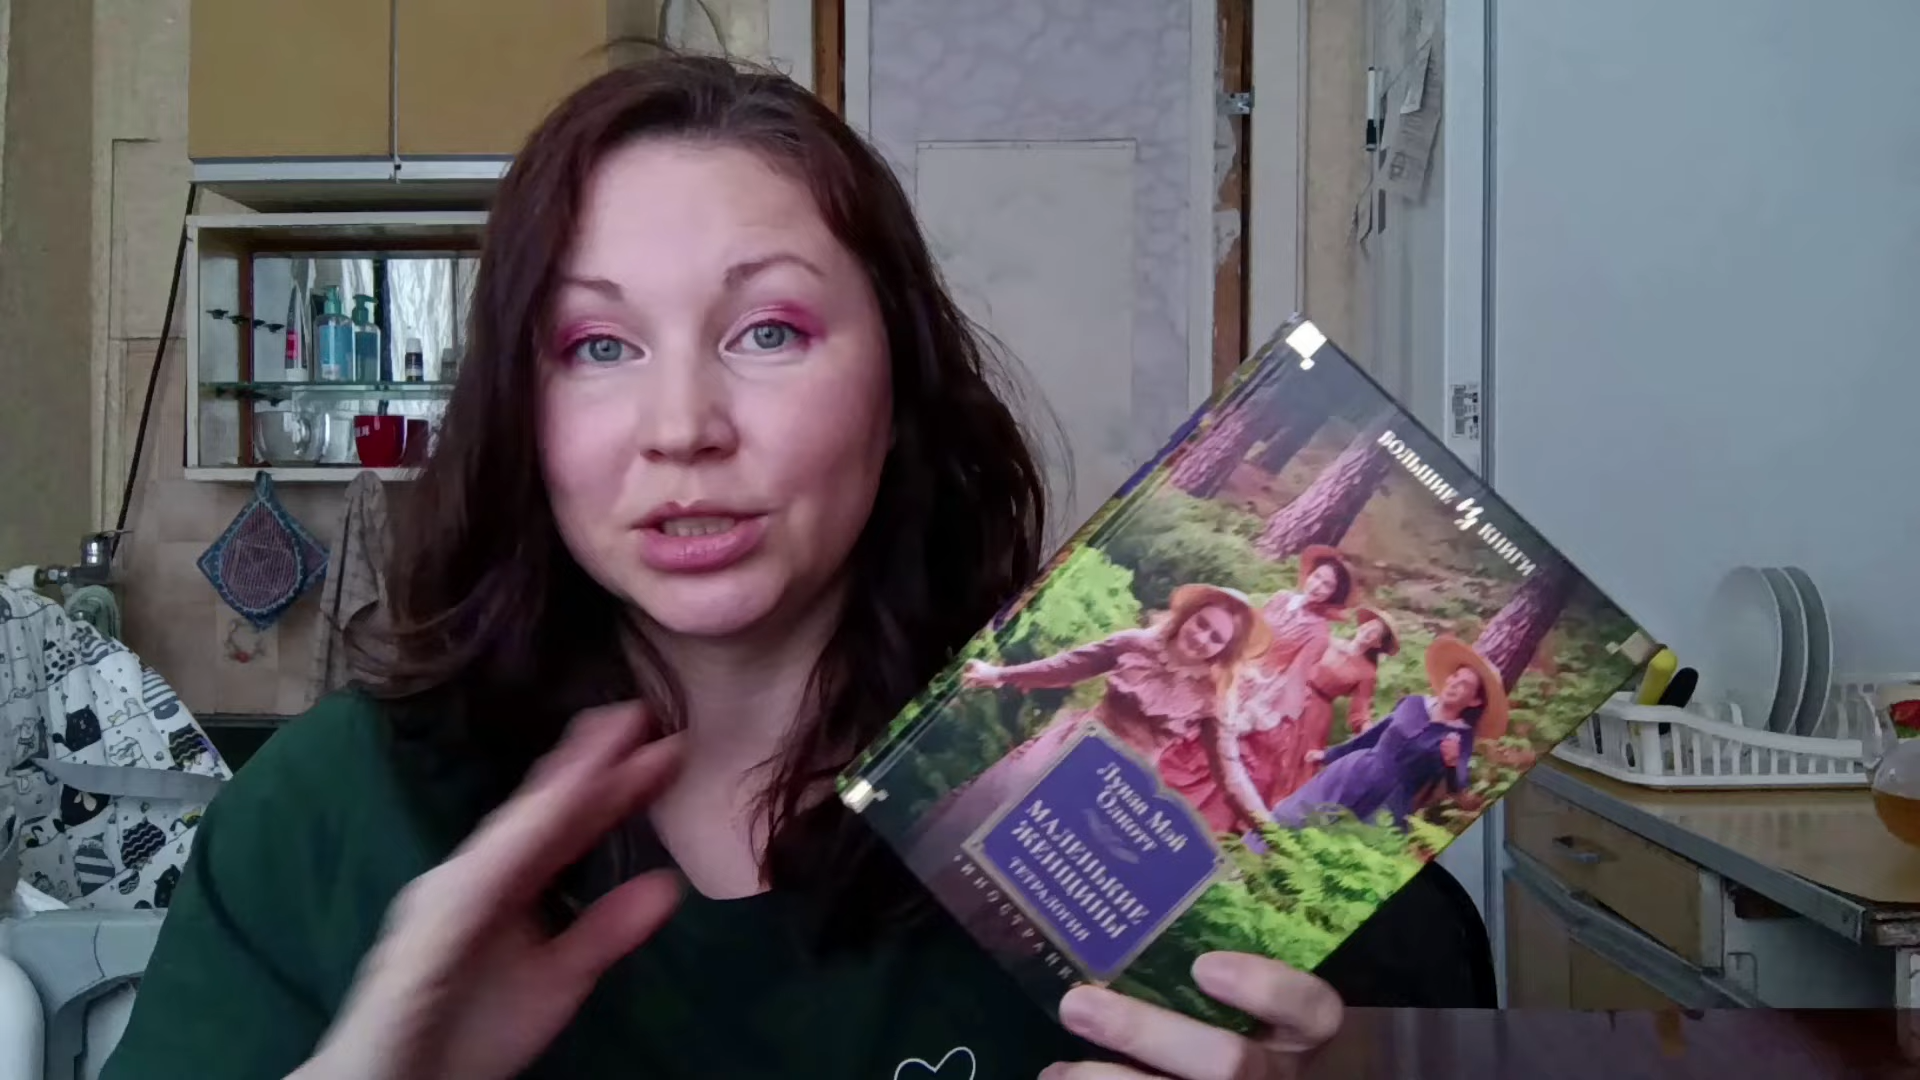 БОЛЬШИЕ КНИГИ
Луиза Мэй
Олкотт
МАЛЕНЬКИЕ
ЖЕНЩИНЫ
ТЕТРАЛОГИЯ
ИНОСТРАНКА